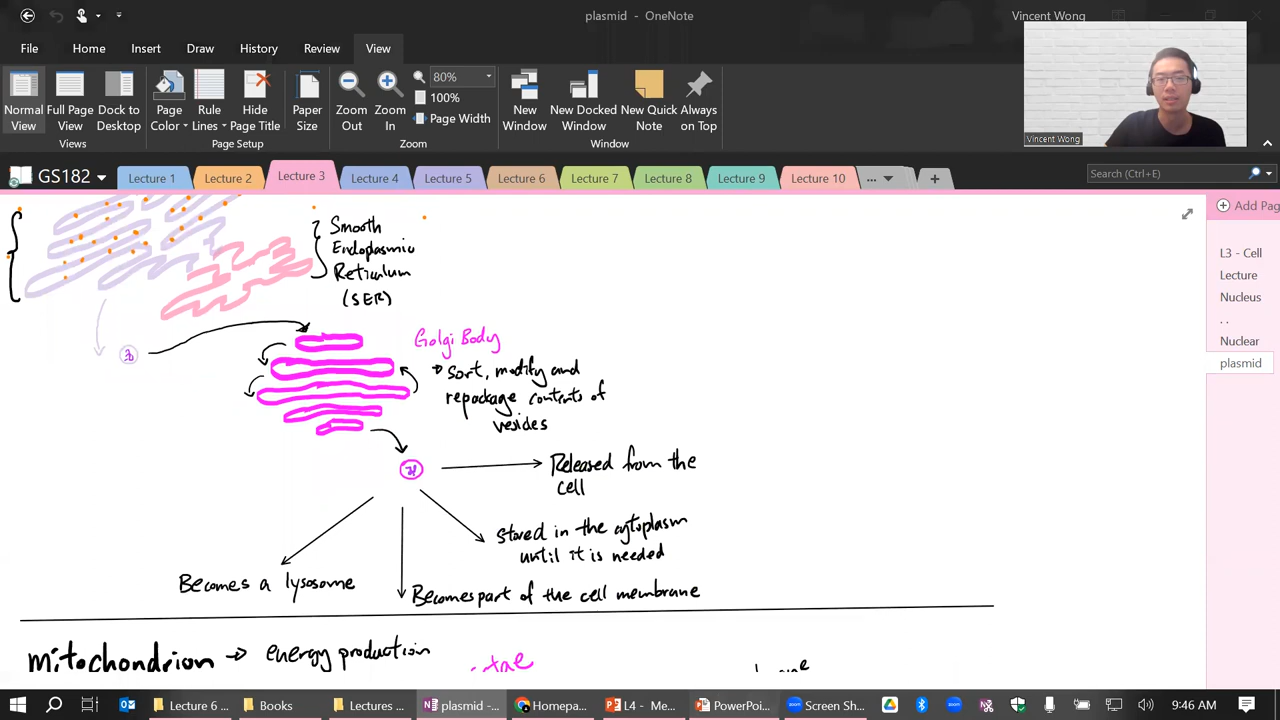 plasmid - OneNote
Vincent Wong
File
Home
Insert
Draw
History
Review
View
Normal View
Full Page View
Dock to Desktop
Views
Page Color
Rule Lines
Hide Page Title
Page Setup
Paper Size
Zoom Out
Zoom In
80%
100%
Page Width
Zoom
New Window
New Docked Window
New Quick Note
Always on Top
Window
Vincent Wong
GS182
Lecture 1
Lecture 2
Lecture 3
Lecture 4
Lecture 5
Lecture 6
Lecture 7
Lecture 8
Lecture 9
Lecture 10
...
Search (Ctrl+E)
Add Pag
L3 - Cell
Lecture
Nucleus
. .
Nuclear
plasmid
Smooth
Endoplasmic
Reticulum
(SER)
Golgi Body
Sort, modify and
repackage contents of
vesicles
Released from the
cell
Stored in the cytoplasm
until it is needed
Becomes a lysosome
Becomes part of the cell membrane
mitochondrion → energy production
Lecture 6 ...
Books
Lectures ...
plasmid -...
Homepa...
L4 - Me...
PowerPoi...
Screen Sh...
9:46 AM